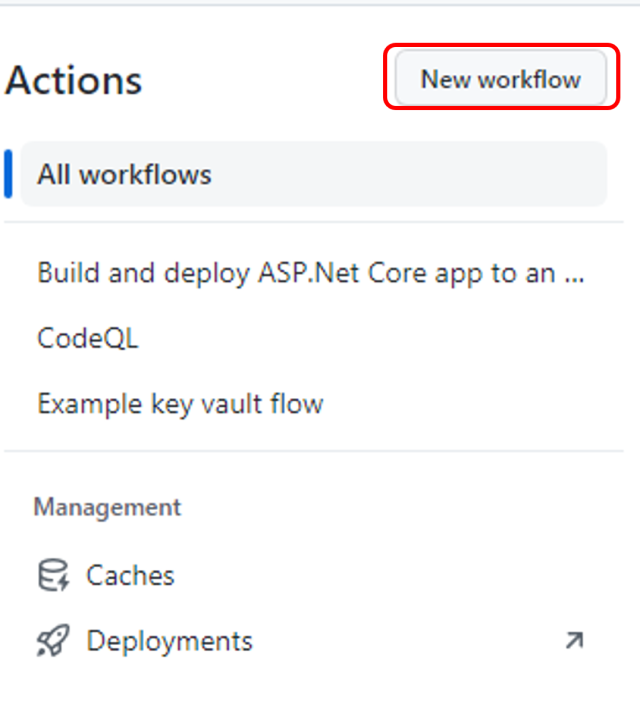 Actions
New workflow
All workflows
Build and deploy ASP.Net Core app to an ...
CodeQL
Example key vault flow
Management
Caches
Deployments